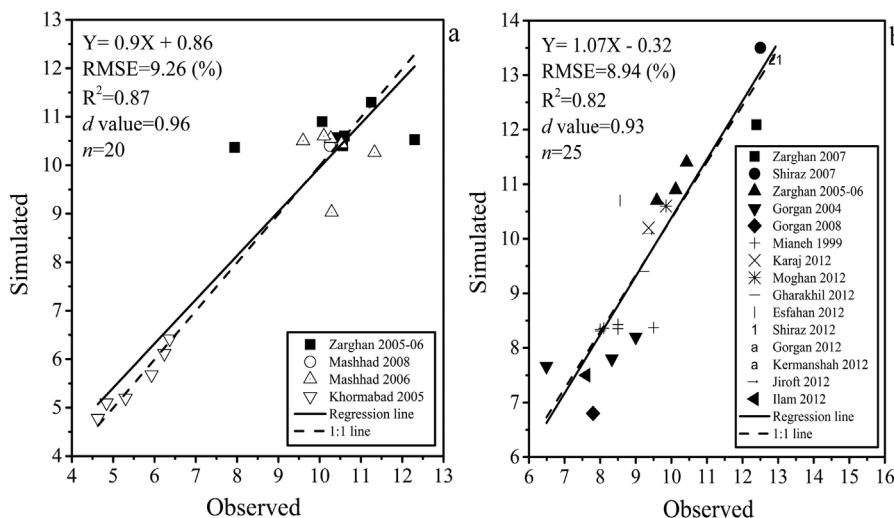 a
Y= 0.9X + 0.86
RMSE=9.26 (%)
R²=0.87
d value=0.96
n=20
14
13
12
11
10
9
8
7
6
5
4
Simulated
Zarghan 2005-06
Mashhad 2008
Mashhad 2006
Khormabad 2005
Regression line
1:1 line
4 5 6 7 8 9 10 11 12 13
Observed
b
Y= 1.07X - 0.32
RMSE=8.94 (%)
R²=0.82
d value=0.93
n=25
14
13
12
11
10
9
8
7
6
Simulated
Zarghan 2007
Shiraz 2007
Zarghan 2005-06
Gorgan 2004
Gorgan 2008
Mianeh 1999
Karaj 2012
Moghan 2012
Gharakhil 2012
Esfahan 2012
1 Shiraz 2012
a Gorgan 2012
a Kermanshah 2012
Jiroft 2012
Ilam 2012
Regression line
1:1 line
6 7 8 9 10 11 12 13 14 15 16
Observed